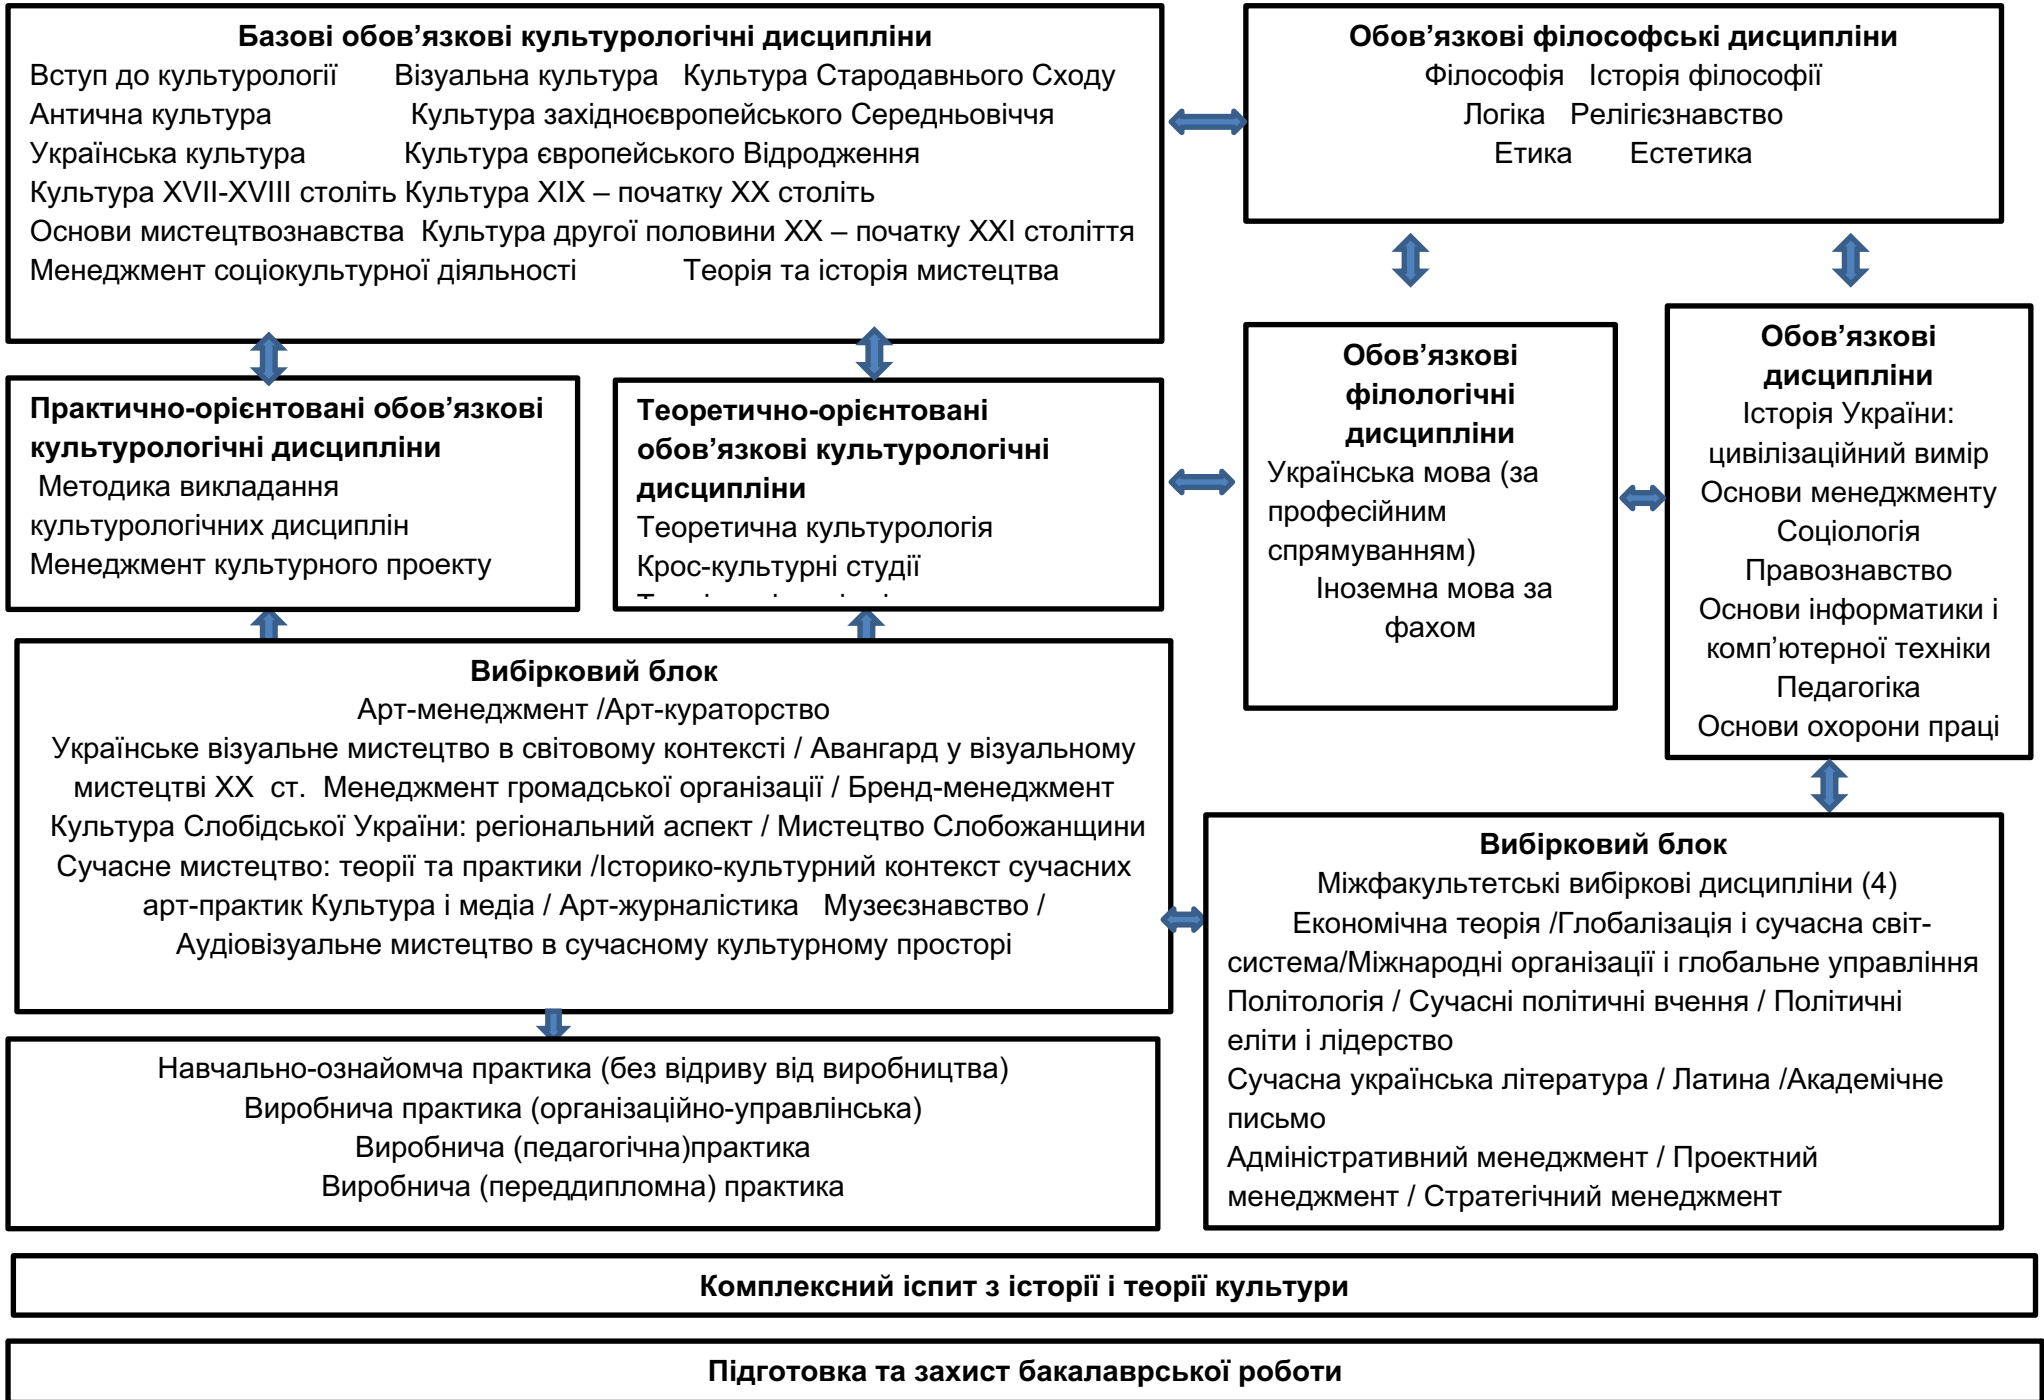 Базові обов’язкові культурологічні дисципліни
Вступ до культурології Візуальна культура Культура Стародавнього Сходу
Антична культура Культура західноєвропейського Середньовіччя
Українська культура Культура європейського Відродження
Культура XVII-XVIII століть Культура ХІХ – початку ХХ століть
Основи мистецтвознавства Культура другої половини ХХ – початку ХХІ століття
Менеджмент соціокультурної діяльності Теорія та історія мистецтва
Обов’язкові філософські дисципліни
Філософія Історія філософії
Логіка Релігієзнавство
Етика Естетика
Практично-орієнтовані обов’язкові
культурологічні дисципліни
Методика викладання
культурологічних дисциплін
Менеджмент культурного проекту
Теоретично-орієнтовані
обов’язкові культурологічні
дисципліни
Теоретична культурологія
Крос-культурні студії
Обов’язкові
філологічні
дисципліни
Українська мова (за
професійним
спрямуванням)
Іноземна мова за
фахом
Обов’язкові
дисципліни
Історія України:
цивілізаційний вимір
Основи менеджменту
Соціологія
Правознавство
Основи інформатики і
комп’ютерної техніки
Педагогіка
Основи охорони праці
Вибірковий блок
Арт-менеджмент /Арт-кураторство
Українське візуальне мистецтво в світовому контексті / Авангард у візуальному
мистецтві ХХ ст. Менеджмент громадської організації / Бренд-менеджмент
Культура Слобідської України: регіональний аспект / Мистецтво Слобожанщини
Сучасне мистецтво: теорії та практики /Історико-культурний контекст сучасних
арт-практик Культура і медіа / Арт-журналістика Музеєзнавство /
Аудіовізуальне мистецтво в сучасному культурному просторі
Вибірковий блок
Міжфакультетські вибіркові дисципліни (4)
Економічна теорія /Глобалізація і сучасна світ-
система/Міжнародні організації і глобальне управління
Політологія / Сучасні політичні вчення / Політичні
еліти і лідерство
Сучасна українська література / Латина /Академічне
письмо
Адміністративний менеджмент / Проектний
менеджмент / Стратегічний менеджмент
Навчально-ознайомча практика (без відриву від виробництва)
Виробнича практика (організаційно-управлінська)
Виробнича (педагогічна)практика
Виробнича (переддипломна) практика
Комплексний іспит з історії і теорії культури
Підготовка та захист бакалаврської роботи